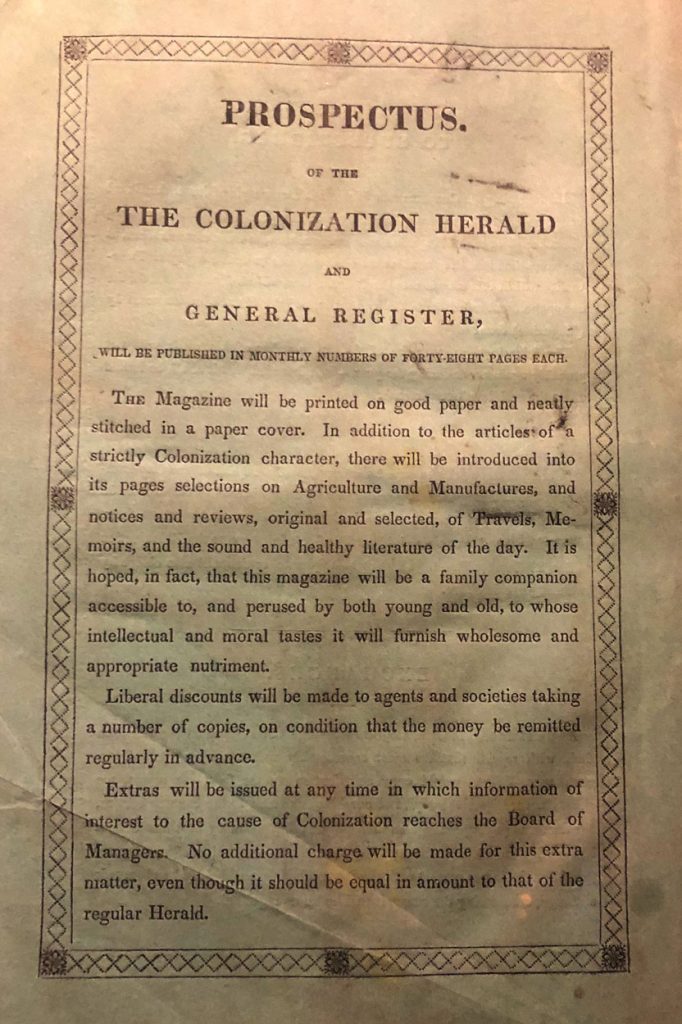 PROSPECTUS.
OF THE
THE COLONIZATION HERALD
AND
GENERAL REGISTER,
WILL BE PUBLISHED IN MONTHLY NUMBERS OF FORTY-EIGHT PAGES EACH.
THE Magazine will be printed on good paper and neatly
stitched in a paper cover. In addition to the articles of a
strictly Colonization character, there will be introduced into
its pages selections on Agriculture and Manufactures, and
notices and reviews, original and selected, of Travels, Me-
moirs, and the sound and healthy literature of the day. It is
hoped, in fact, that this magazine will be a family companion
accessible to, and perused by both young and old, to whose
intellectual and moral tastes it will furnish wholesome and
appropriate nutriment.
Liberal discounts will be made to agents and societies taking
a number of copies, on condition that the money be remitted
regularly in advance.
Extras will be issued at any time in which information of
interest to the cause of Colonization reaches the Board of
Managers. No additional charge will be made for this extra
matter, even though it should be equal in amount to that of the
regular Herald.